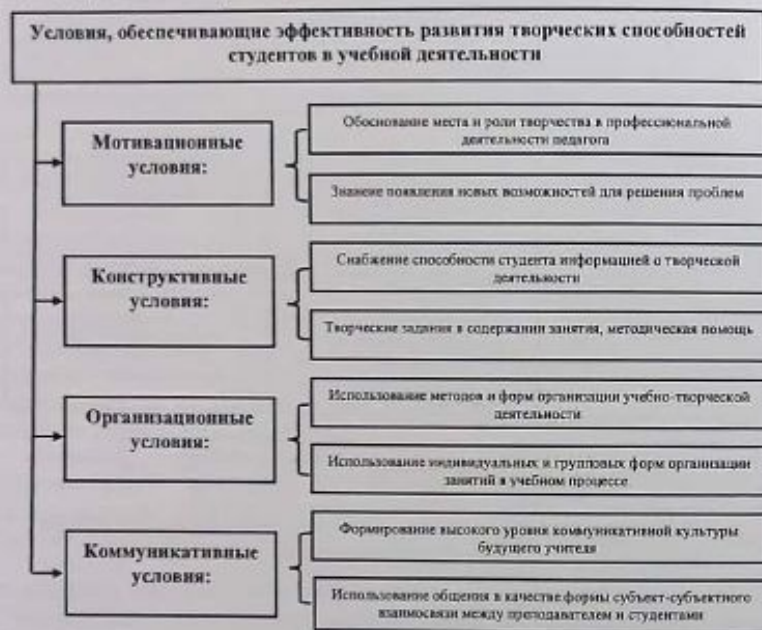 Условия, обеспечивающие эффективность развития творческих способностей
студентов в учебной деятельности
Мотивационные
условия:
Обоснование места и роли творчества в профессиональной
деятельности педагога
Знание появления новых возможностей для решения проблем
Конструктивные
условия:
Снабжение способности студента информацией о творческой
деятельности
Творческие задания в содержании занятия, методическая помощь
Организационные
условия:
Использование методов и форм организации учебно-творческой
деятельности
Использование индивидуальных и групповых форм организации
занятий в учебном процессе
Коммуникативные
условия:
Формирование высокого уровня коммуникативной культуры
будущего учителя
Использование общения в качестве формы субъект-субъектного
взаимосвязи между преподавателем и студентами